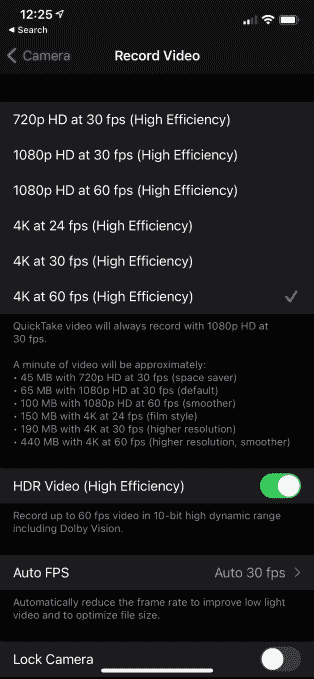 12:25
Search
Camera
Record Video
720p HD at 30 fps (High Efficiency)
1080p HD at 30 fps (High Efficiency)
1080p HD at 60 fps (High Efficiency)
4K at 24 fps (High Efficiency)
4K at 30 fps (High Efficiency)
4K at 60 fps (High Efficiency)
QuickTake video will always record with 1080p HD at
30 fps.
A minute of video will be approximately:
• 45 MB with 720p HD at 30 fps (space saver)
• 65 MB with 1080p HD at 30 fps (default)
• 100 MB with 1080p HD at 60 fps (smoother)
• 150 MB with 4K at 24 fps (film style)
• 190 MB with 4K at 30 fps (higher resolution)
• 440 MB with 4K at 60 fps (higher resolution, smoother)
HDR Video (High Efficiency)
Record up to 60 fps video in 10-bit high dynamic range
including Dolby Vision.
Auto FPS
Auto 30 fps
Automatically reduce the frame rate to improve low light
video and to optimize file size.
Lock Camera